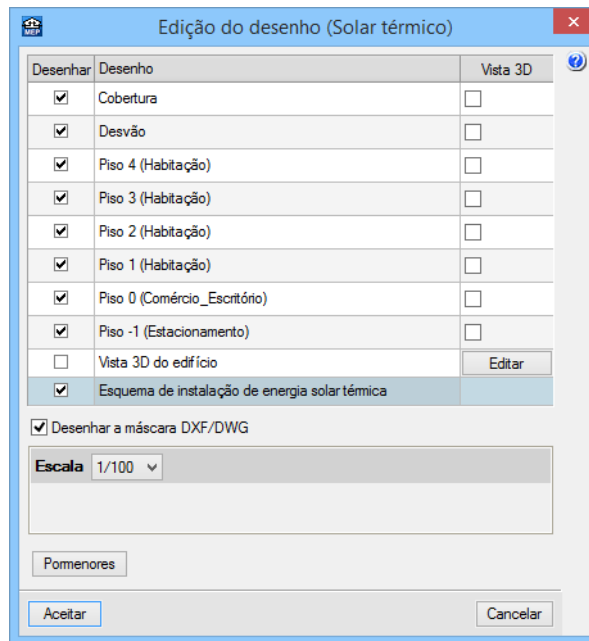 MEP
Edição do desenho (Solar térmico)
Desenhar Desenho Vista 3D
Cobertura
Desvão
Piso 4 (Habitação)
Piso 3 (Habitação)
Piso 2 (Habitação)
Piso 1 (Habitação)
Piso 0 (Comércio_Escritório)
Piso -1 (Estacionamento)
Vista 3D do edifício Editar
Esquema de instalação de energia solar térmica
Desenhar a máscara DXF/DWG
Escala 1/100
Pormenores
Aceitar Cancelar